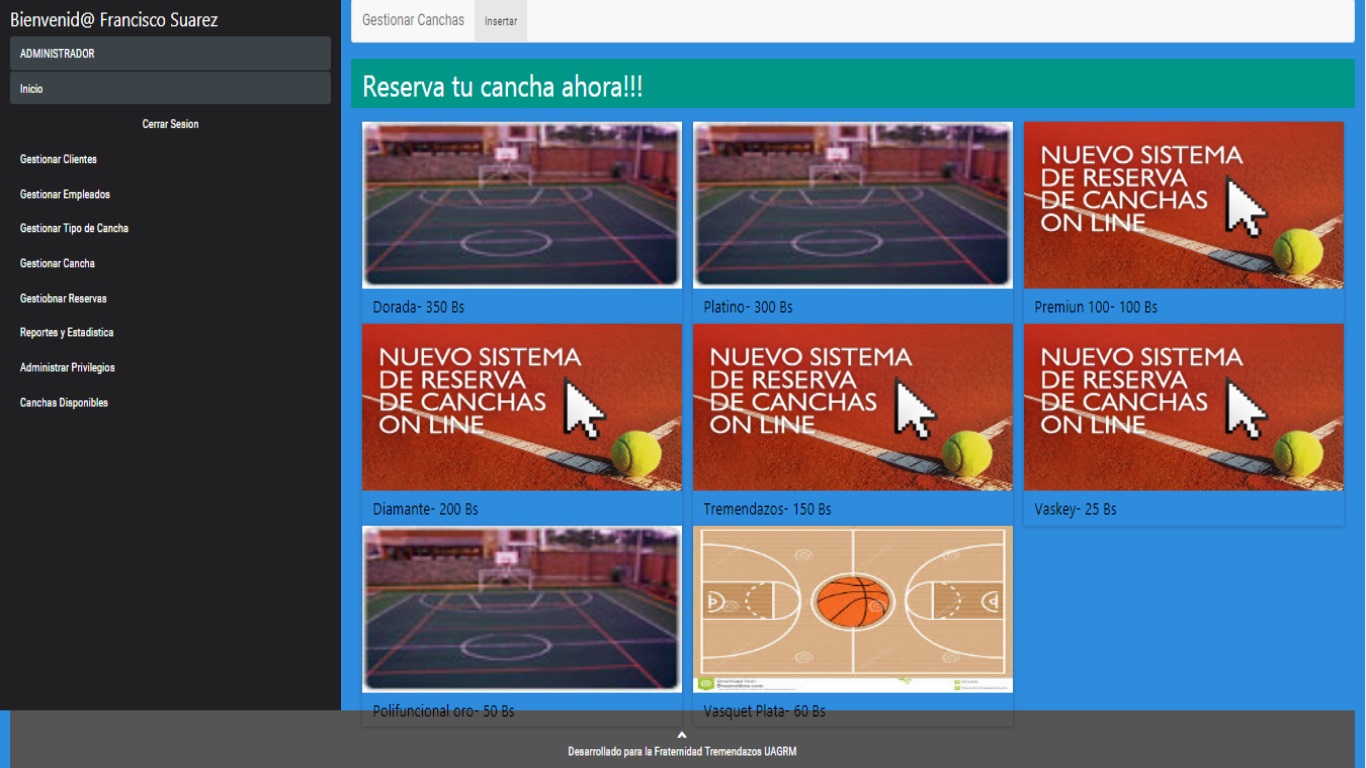 Bienvenid@ Francisco Suarez
ADMINISTRADOR
Inicio
Cerrar Sesion
Gestionar Clientes
Gestionar Empleados
Gestionar Tipo de Cancha
Gestionar Cancha
Gestiobnar Reservas
Reportes y Estadistica
Administrar Privilegios
Canchas Disponibles
Gestionar Canchas Insertar
Reserva tu cancha ahora!!!
NUEVO SISTEMA
DE RESERVA
DE CANCHAS
ON LINE
Dorada- 350 Bs
Platino- 300 Bs
Premiun 100- 100 Bs
NUEVO SISTEMA
DE RESERVA
DE CANCHAS
ON LINE
NUEVO SISTEMA
DE RESERVA
DE CANCHAS
ON LINE
NUEVO SISTEMA
DE RESERVA
DE CANCHAS
ON LINE
Diamante- 200 Bs
Tremendazos- 150 Bs
Vaskey- 25 Bs
Polifuncional oro- 50 Bs
Vasquet Plata- 60 Bs
Desarrollado para la Fraternidad Tremendazos UAGRM